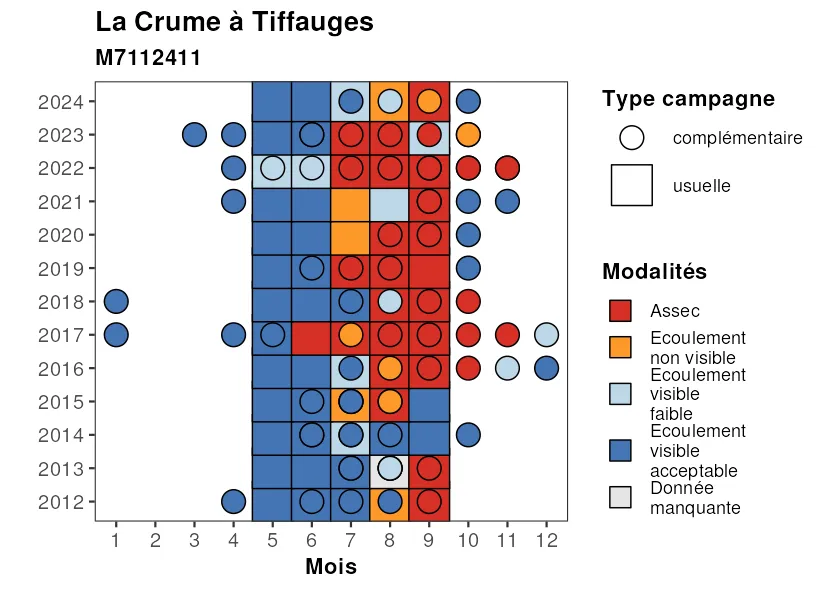 La Crume à Tiffauges
M7112411
2024
2023
2022
2021
2020
2019
2018
2017
2016
2015
2014
2013
2012
1 2 3 4 5 6 7 8 9 10 11 12
Mois
Type campagne
complémentaire
usuelle
Modalités
Assec
Ecoulement
non visible
Ecoulement
visible
faible
Ecoulement
visible
acceptable
Donnée
manquante